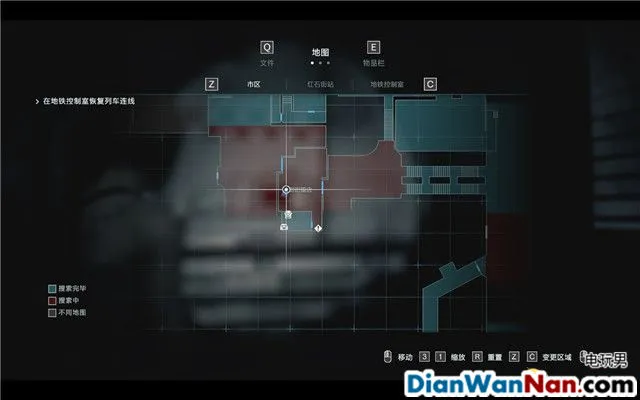 Q 地图 E
文件 物品栏
Z 市区 红石街站 地铁控制室 C
在地铁控制室恢复列车连线
搜索完毕
搜索中
不同地图
移动 3 1 缩放 R 重置 Z C 变更区域
电玩男
DianWanNan.com